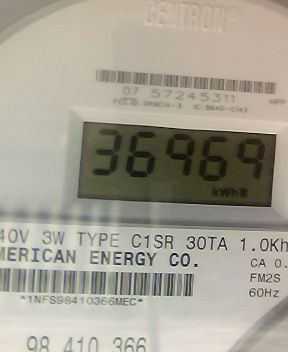 CENTRON®
07 57245311
HPP
36969
kWh
40V 3W TYPE C1SR 30TA 1.0Kh
MERICAN ENERGY CO.
CA 0.
FM2S
60Hz
*1NFS98410366MEC*
98 410 366